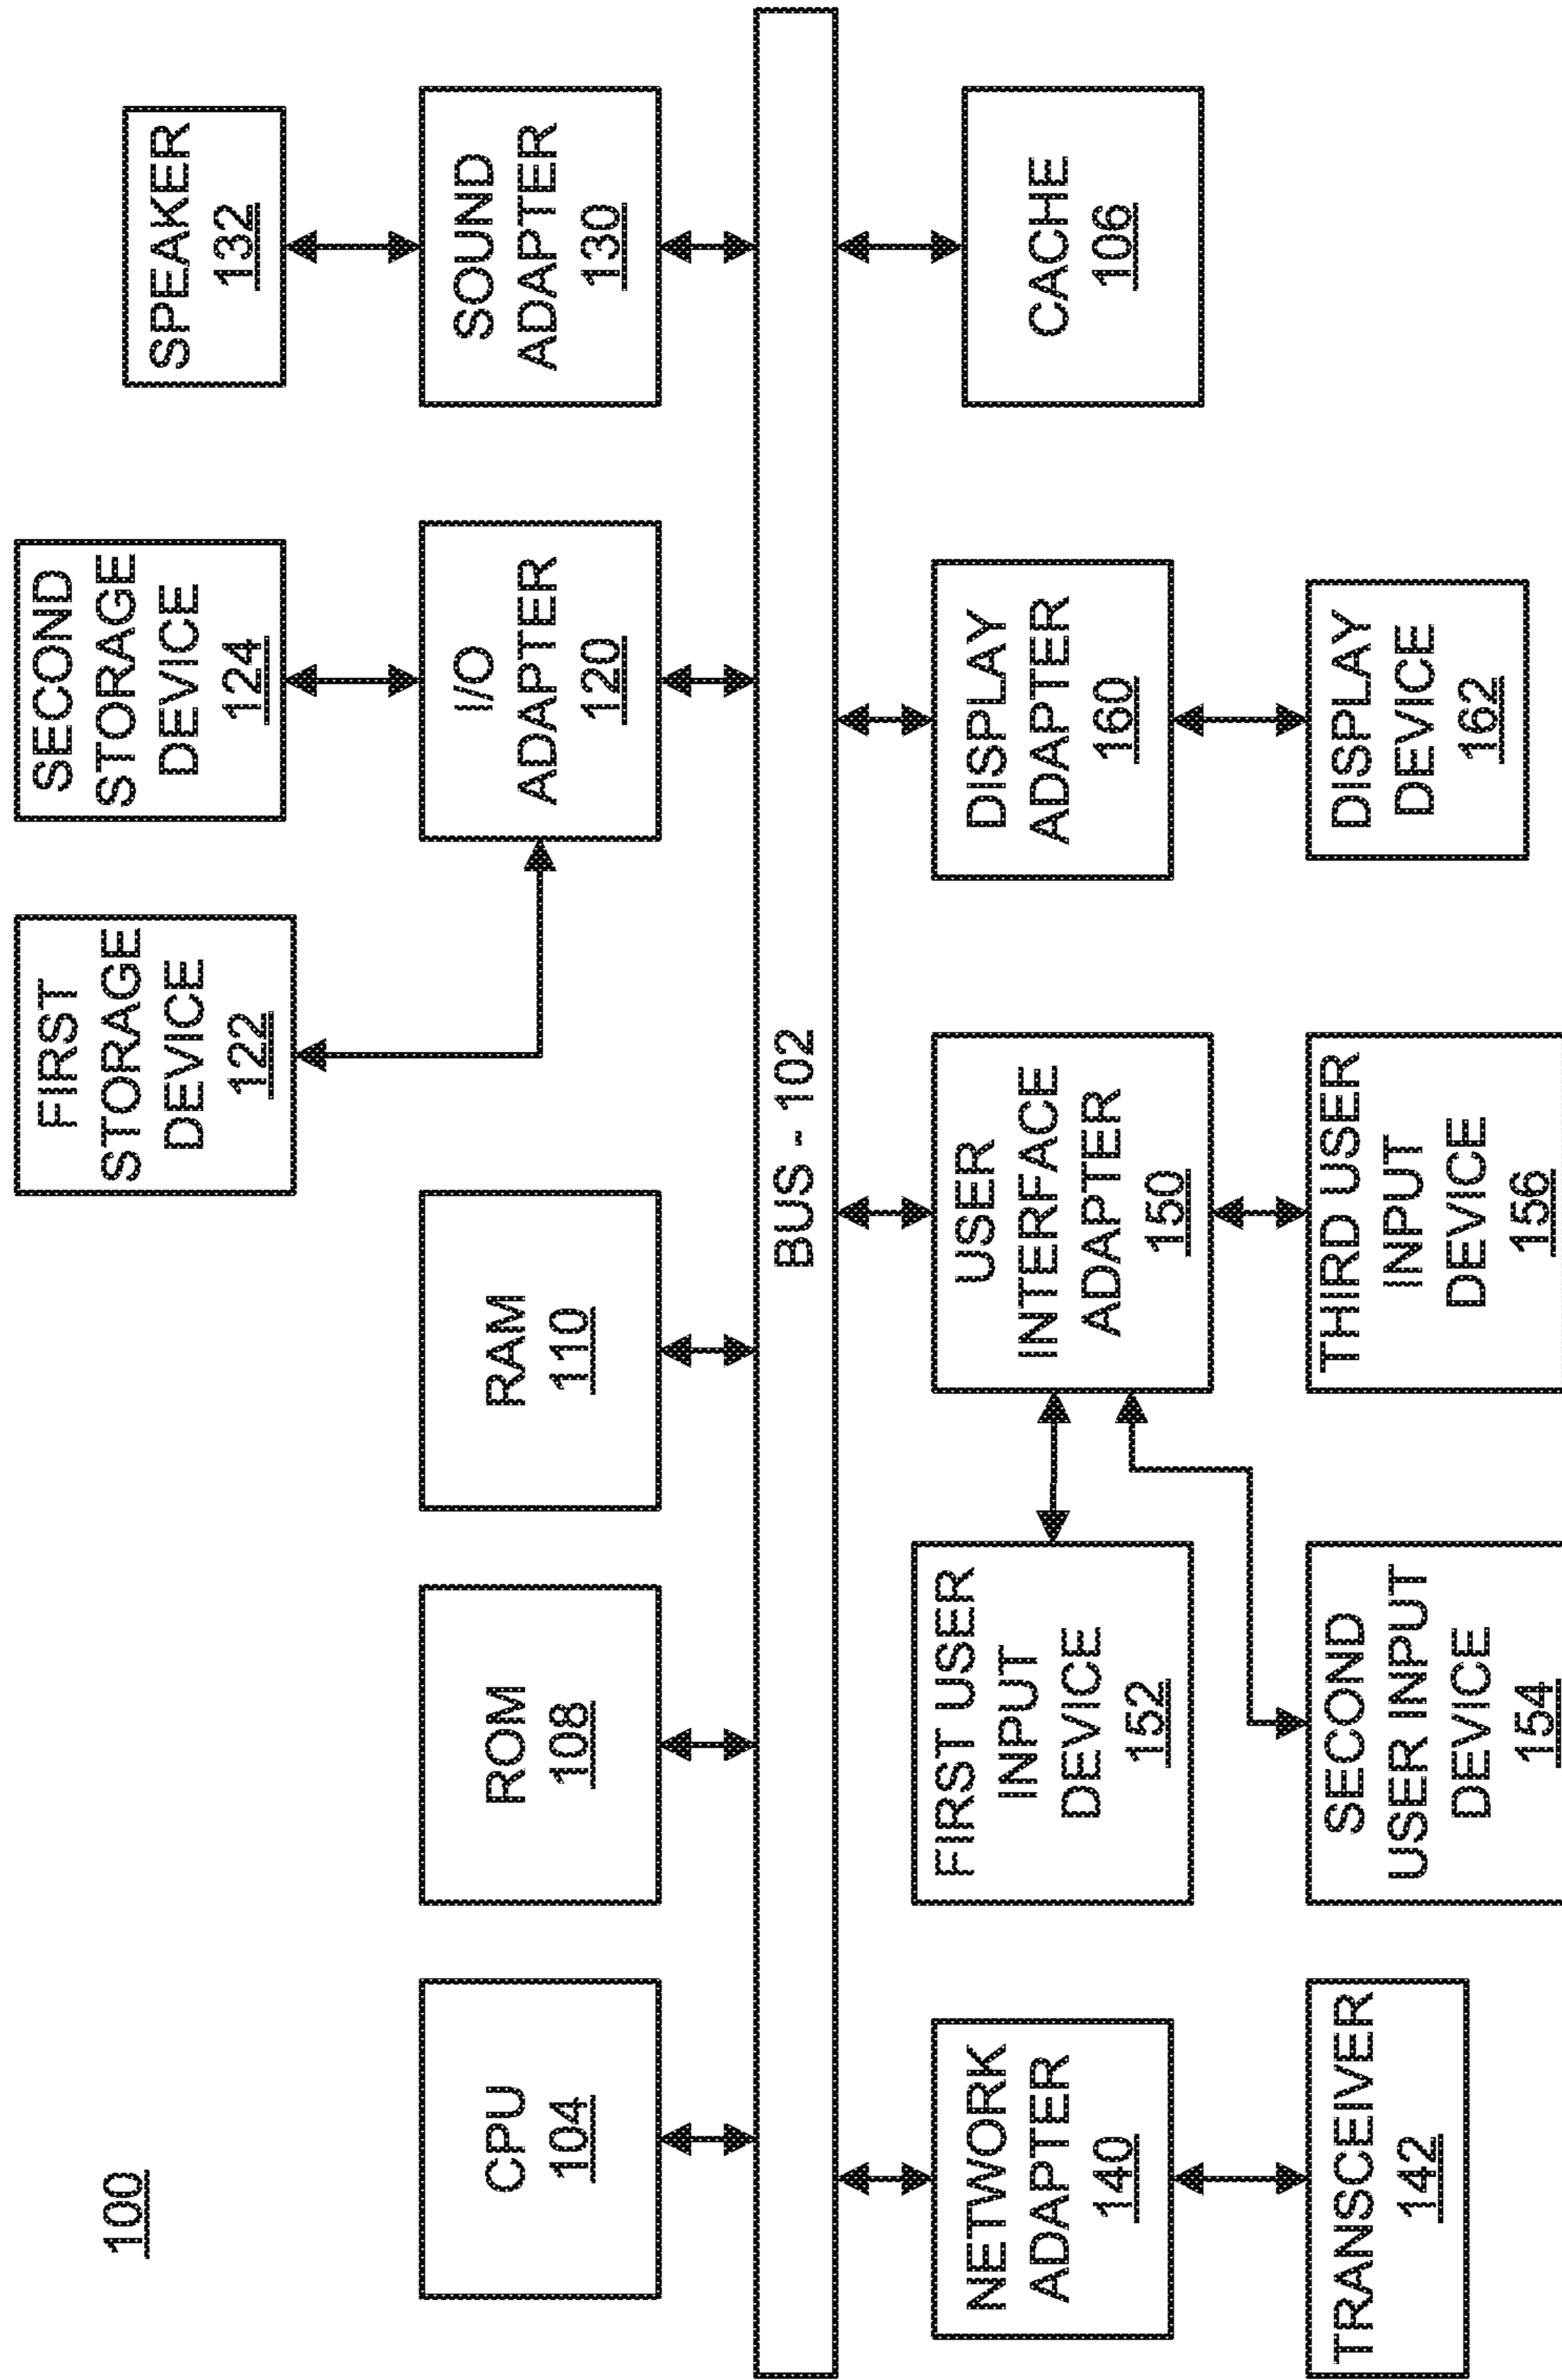 100
FIRST
STORAGE
DEVICE
122
SECOND
STORAGE
DEVICE
124
SPEAKER
132
CPU
104
ROM
108
RAM
110
I/O
ADAPTER
120
SOUND
ADAPTER
130
BUS - 102
NETWORK
ADAPTER
140
FIRST USER
INPUT
DEVICE
152
USER
INTERFACE
ADAPTER
150
DISPLAY
ADAPTER
160
CACHE
106
TRANSCEIVER
142
SECOND
USER INPUT
DEVICE
154
THIRD USER
INPUT
DEVICE
156
DISPLAY
DEVICE
162